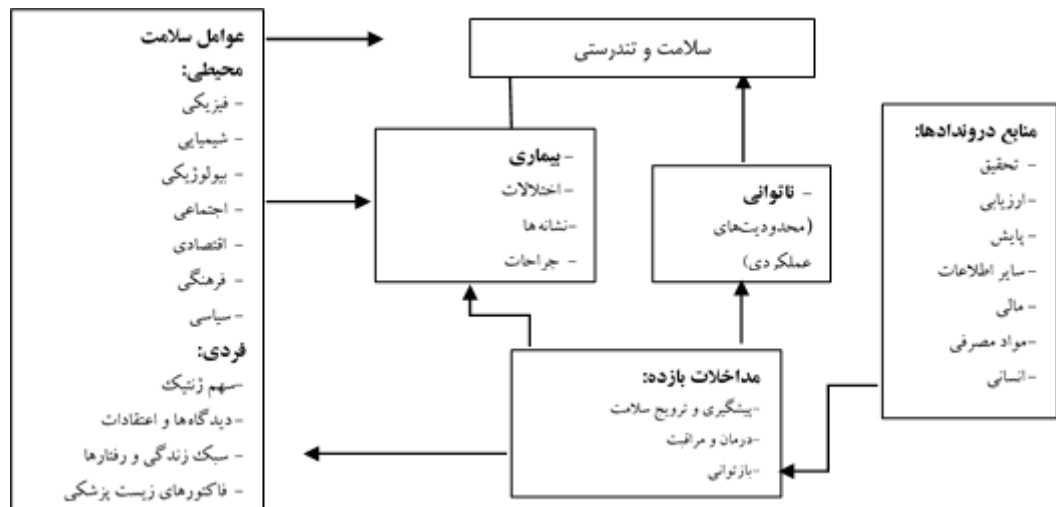 عوامل سلامت
محیطی:
- فیزیکی
- شیمیایی
- بیولوژیکی
- اجتماعی
- اقتصادی
- فرهنگی
-سیاسی
فردی:
-سهم ژنتیک
-دیدگاه‌ها و اعتقادات
- سبک زندگی و رفتارها
- فاکتورهای زیست پزشکی
سلامت و تندرستی
-بیماری
-اختلالات
-نشانه‌ها
- جراحات
- ناتوانی
(محدودیت‌های
عملکردی)
منابع دروندادها:
- تحقیق
-ارزیابی
- پایش
-سایر اطلاعات
- مالی
-مواد مصرفی
-انسانی
مداخلات بازده:
-پیشگیری و ترویج سلامت
-درمان و مراقبت
-بازتوانی